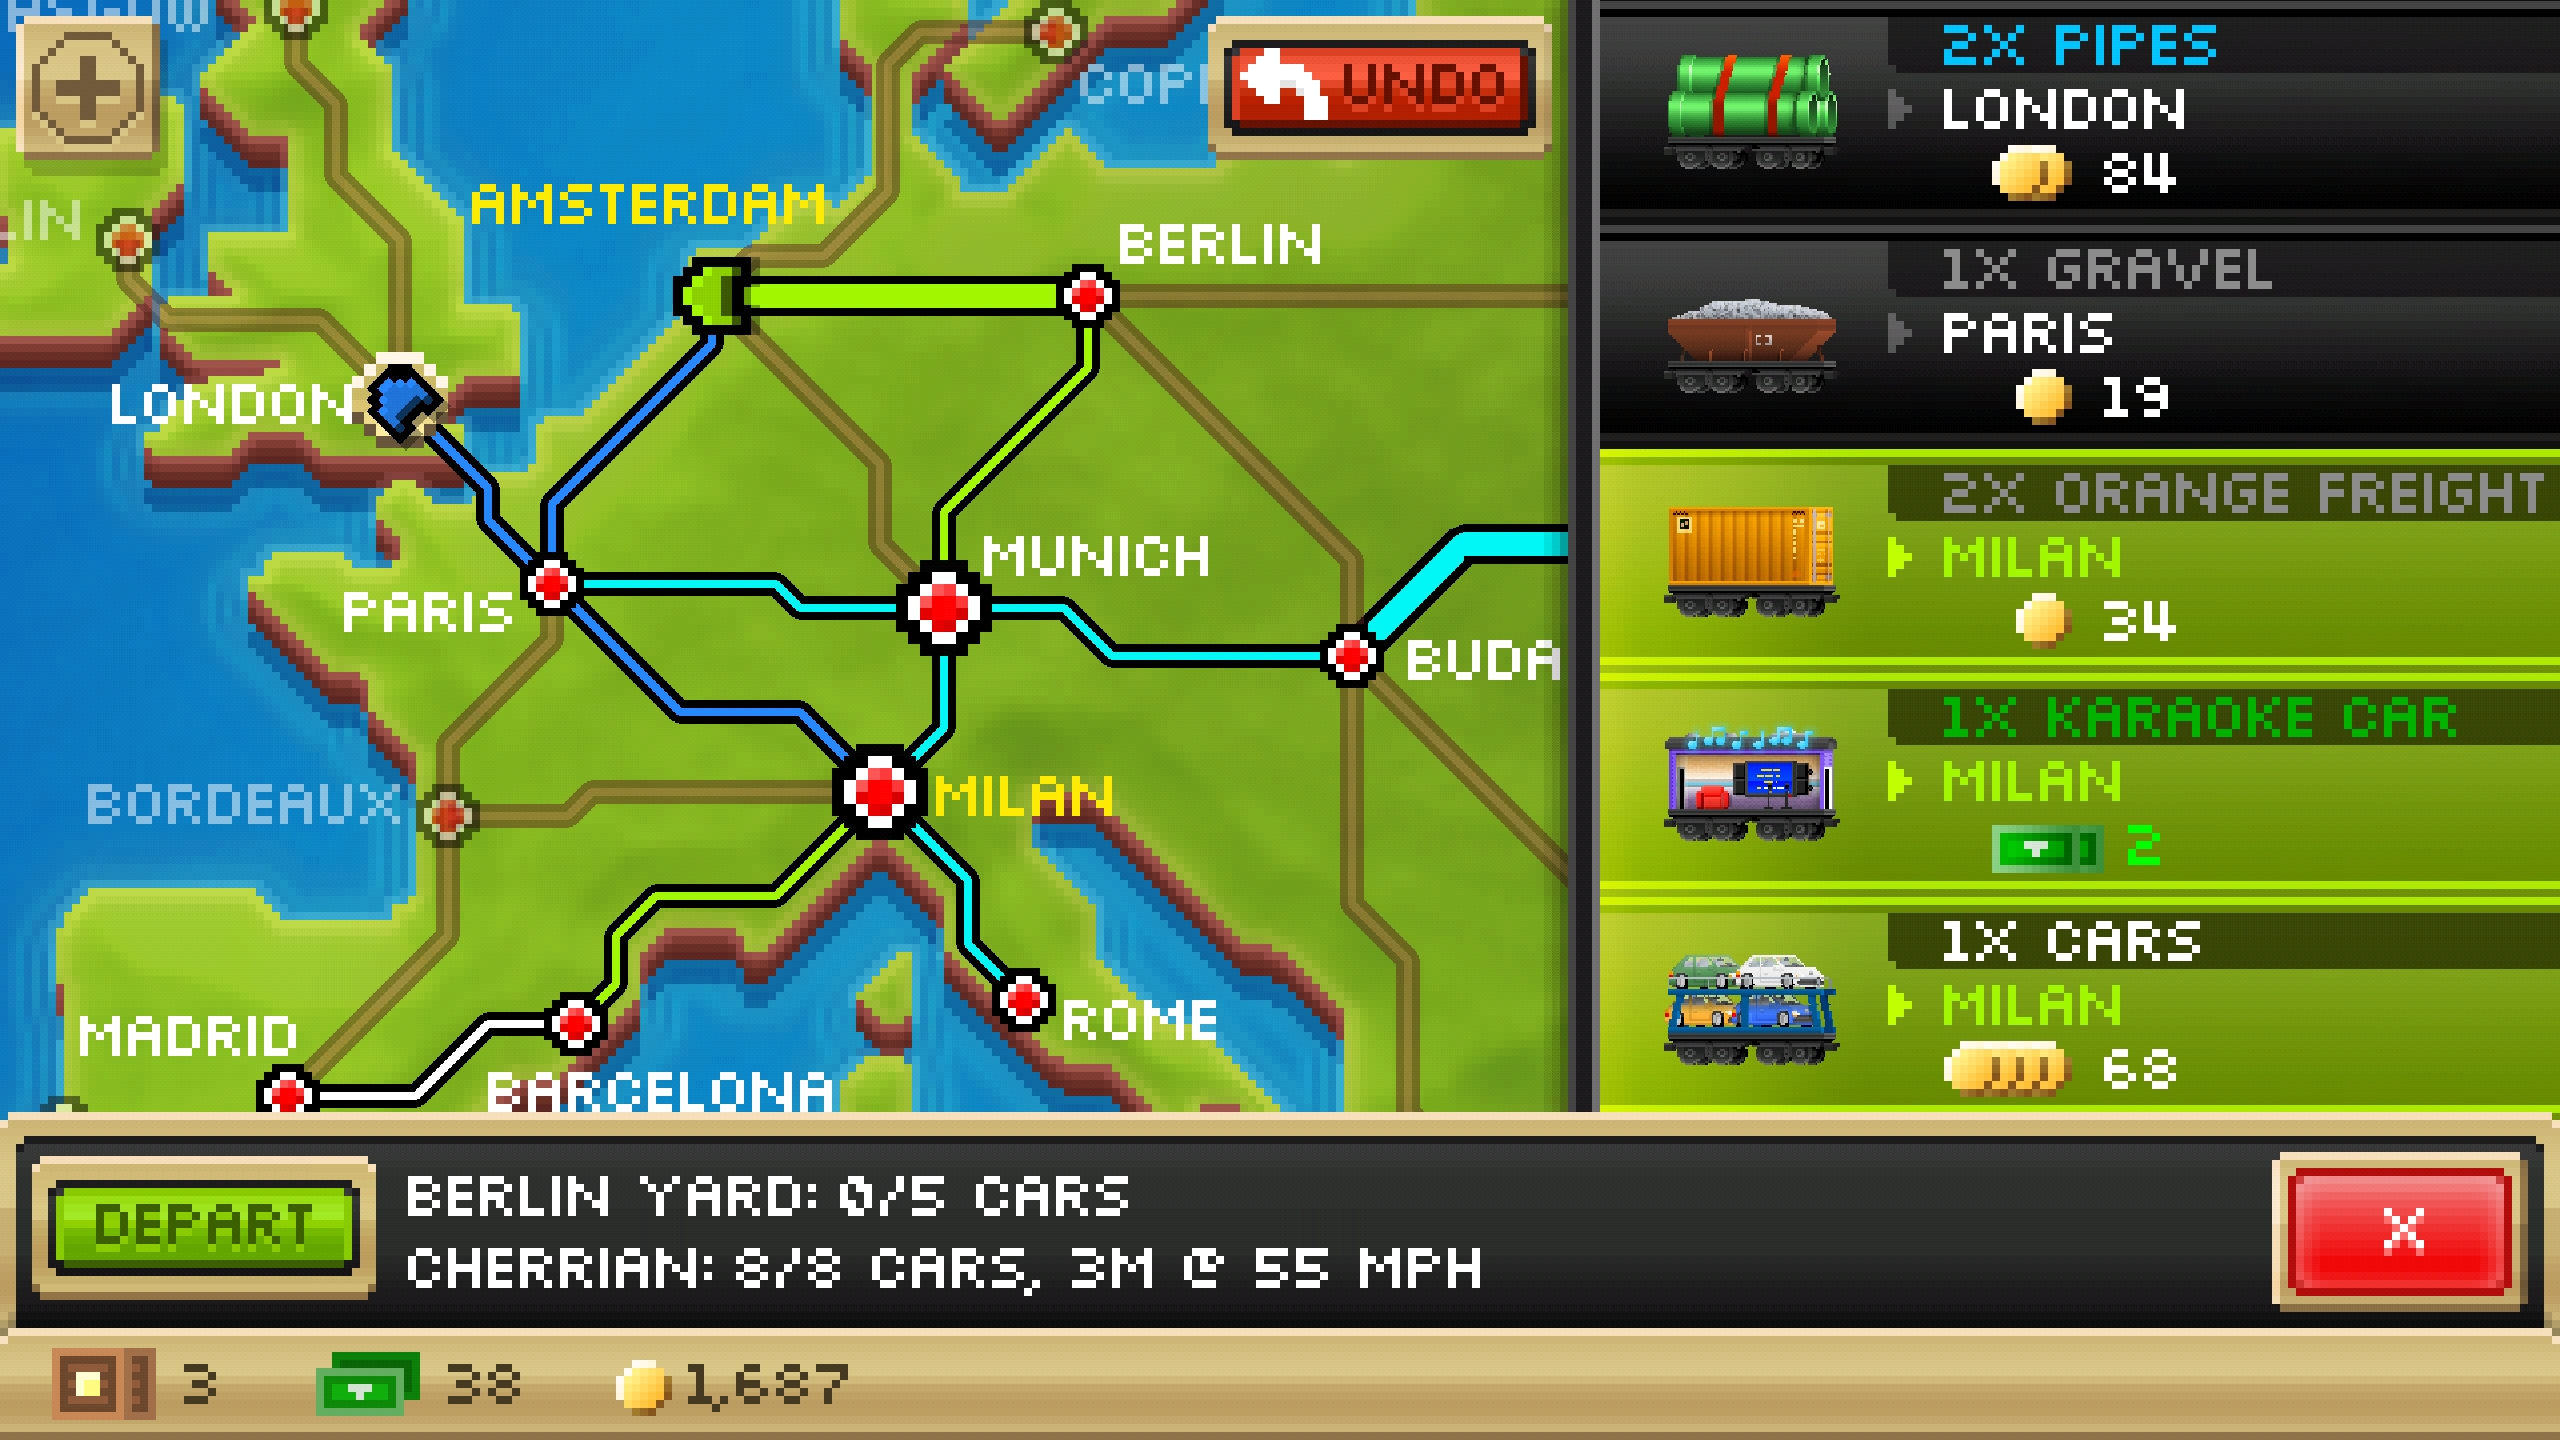 UNDO
AMSTERDAM
BERLIN
LONDON
MUNICH
PARIS
BUDA
BORDEAUX
MILAN
MADRID
ROME
BARCELONA
COP
LIN
2X PIPES
LONDON
84
1X GRAVEL
PARIS
19
2X ORANGE FREIGHT
MILAN
34
1X KARAOKE CAR
MILAN
2
1X CARS
MILAN
68
DEPART
BERLIN YARD: 0/5 CARS
CHERRIAN: 8/8 CARS, 3M @ 55 MPH
X
3
38
1,687